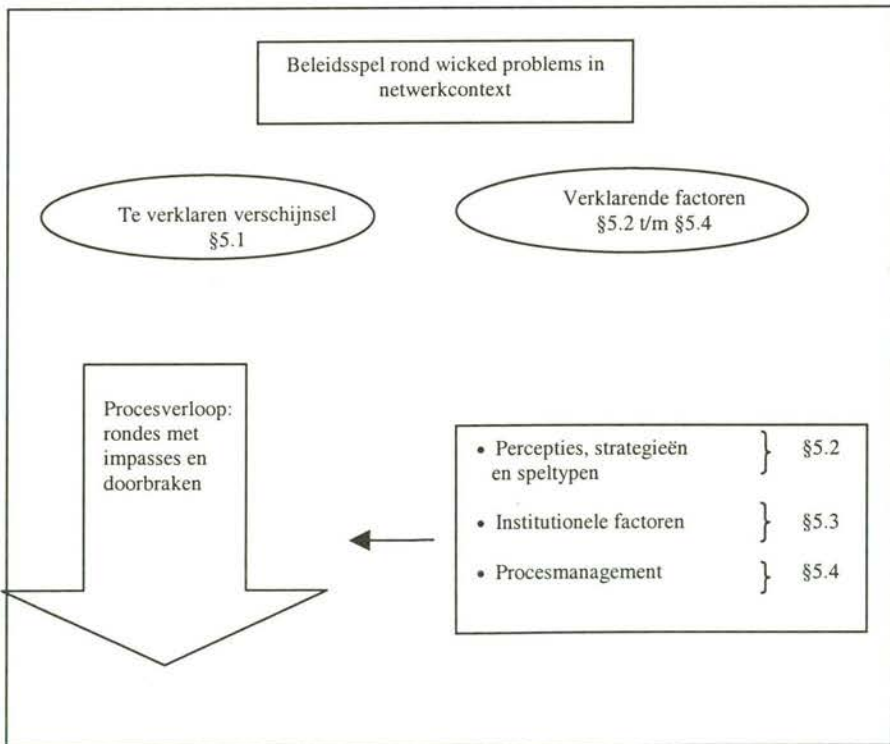 Beleidsspel rond wicked problems in
netwerkcontext
Te verklaren verschijnsel
§5.1
Verklarende factoren
§5.2 t/m §5.4
Procesverloop:
rondes met
impasses en
doorbraken
• Percepties, strategieën } §5.2
en speltypen
• Institutionele factoren } §5.3
• Procesmanagement } §5.4